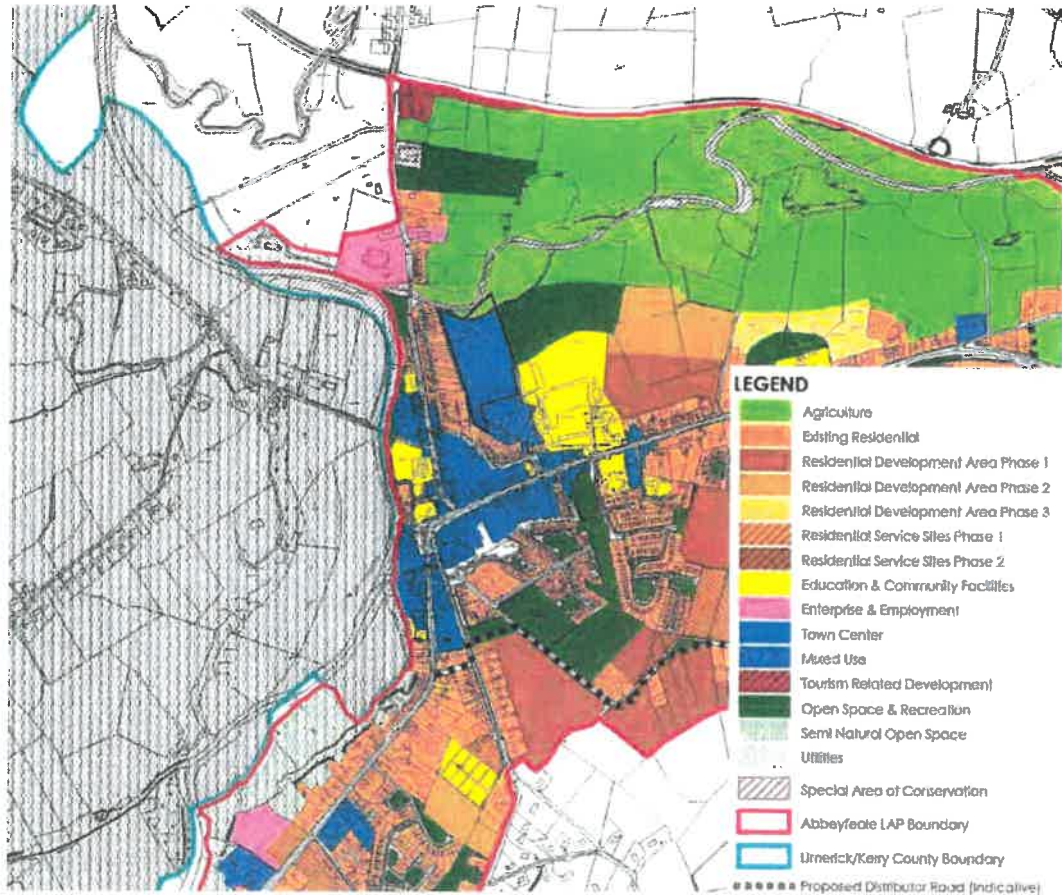 LEGEND
Agriculture
Existing Residential
Residential Development Area Phase 1
Residential Development Area Phase 2
Residential Development Area Phase 3
Residential Service Sites Phase 1
Residential Service Sites Phase 2
Education & Community Facilities
Enterprise & Employment
Town Center
Mixed Use
Tourism Related Development
Open Space & Recreation
Semi Natural Open Space
Utilities
Special Area of Conservation
Abbeyfeale LAP Boundary
Limerick/Kerry County Boundary
Proposed Distributor Road (Indicative)